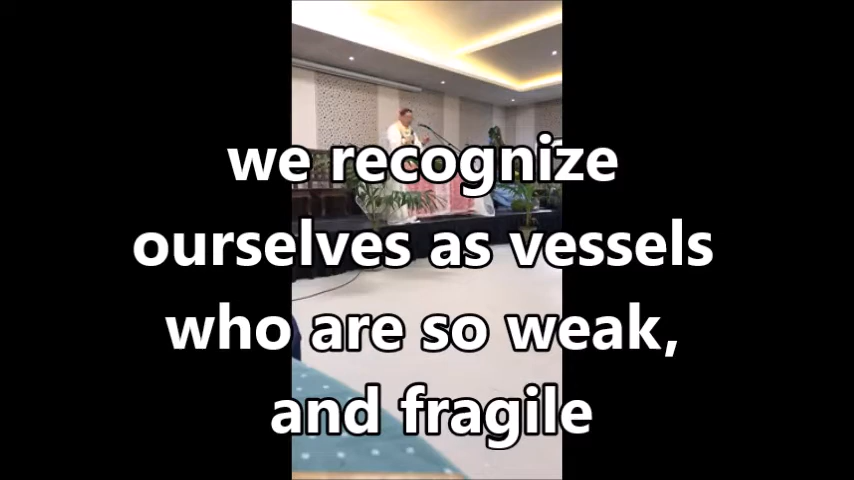 we recognize
ourselves as vessels
who are so weak,
and fragile